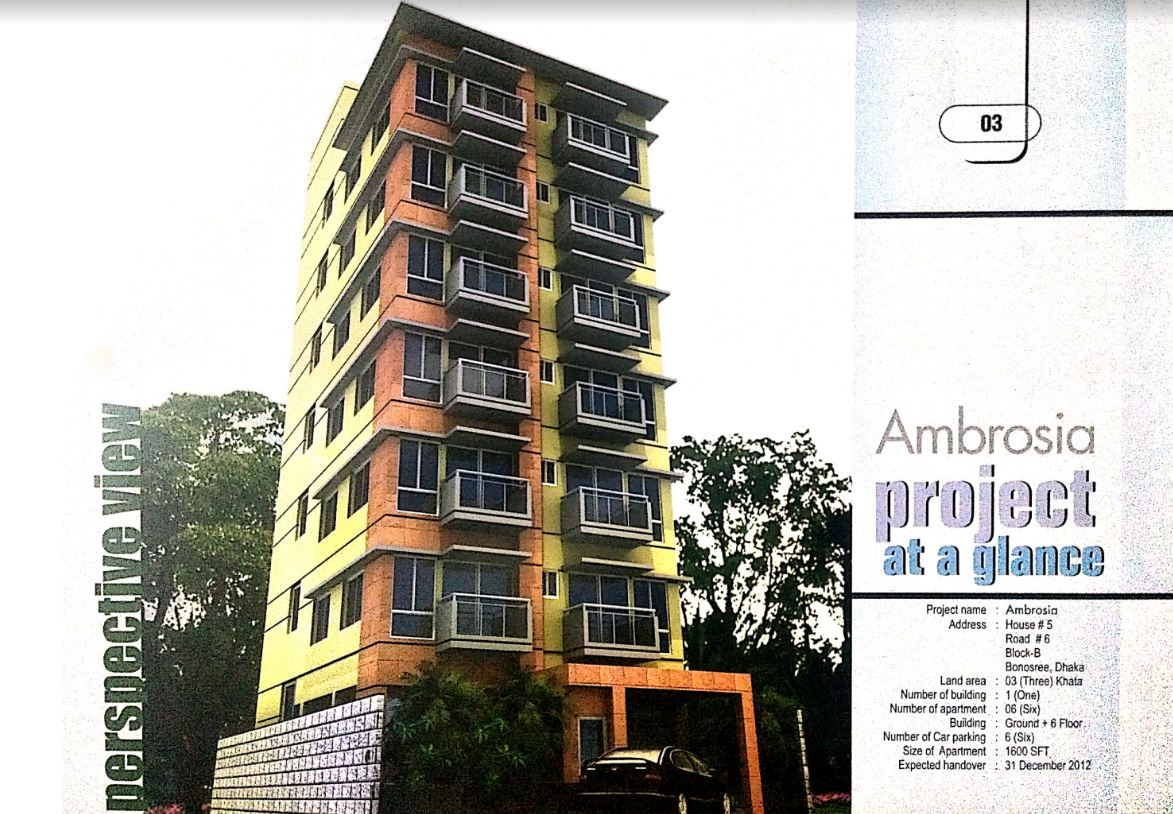 perspective view
03
Ambrosia
project
at a glance
Project name : Ambrosia
Address : House # 5
Road # 6
Block-B
Bonosree, Dhaka
Land area : 03 (Three) Khata
Number of building : 1 (One)
Number of apartment : 06 (Six)
Building : Ground + 6 Floor
Number of Car parking : 6 (Six)
Size of Apartment : 1600 SFT
Expected handover : 31 December 2012